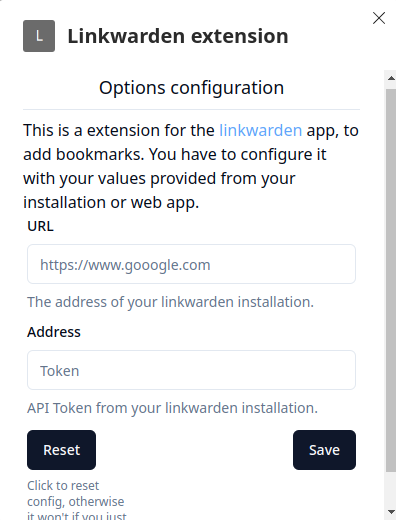 L
Linkwarden extension
Options configuration
This is a extension for the linkwarden app, to
add bookmarks. You have to configure it
with your values provided from your
installation or web app.
URL
https://www.gooogle.com
The address of your linkwarden installation.
Address
Token
API Token from your linkwarden installation.
Reset
Save
Click to reset
config, otherwise
it won't if you just